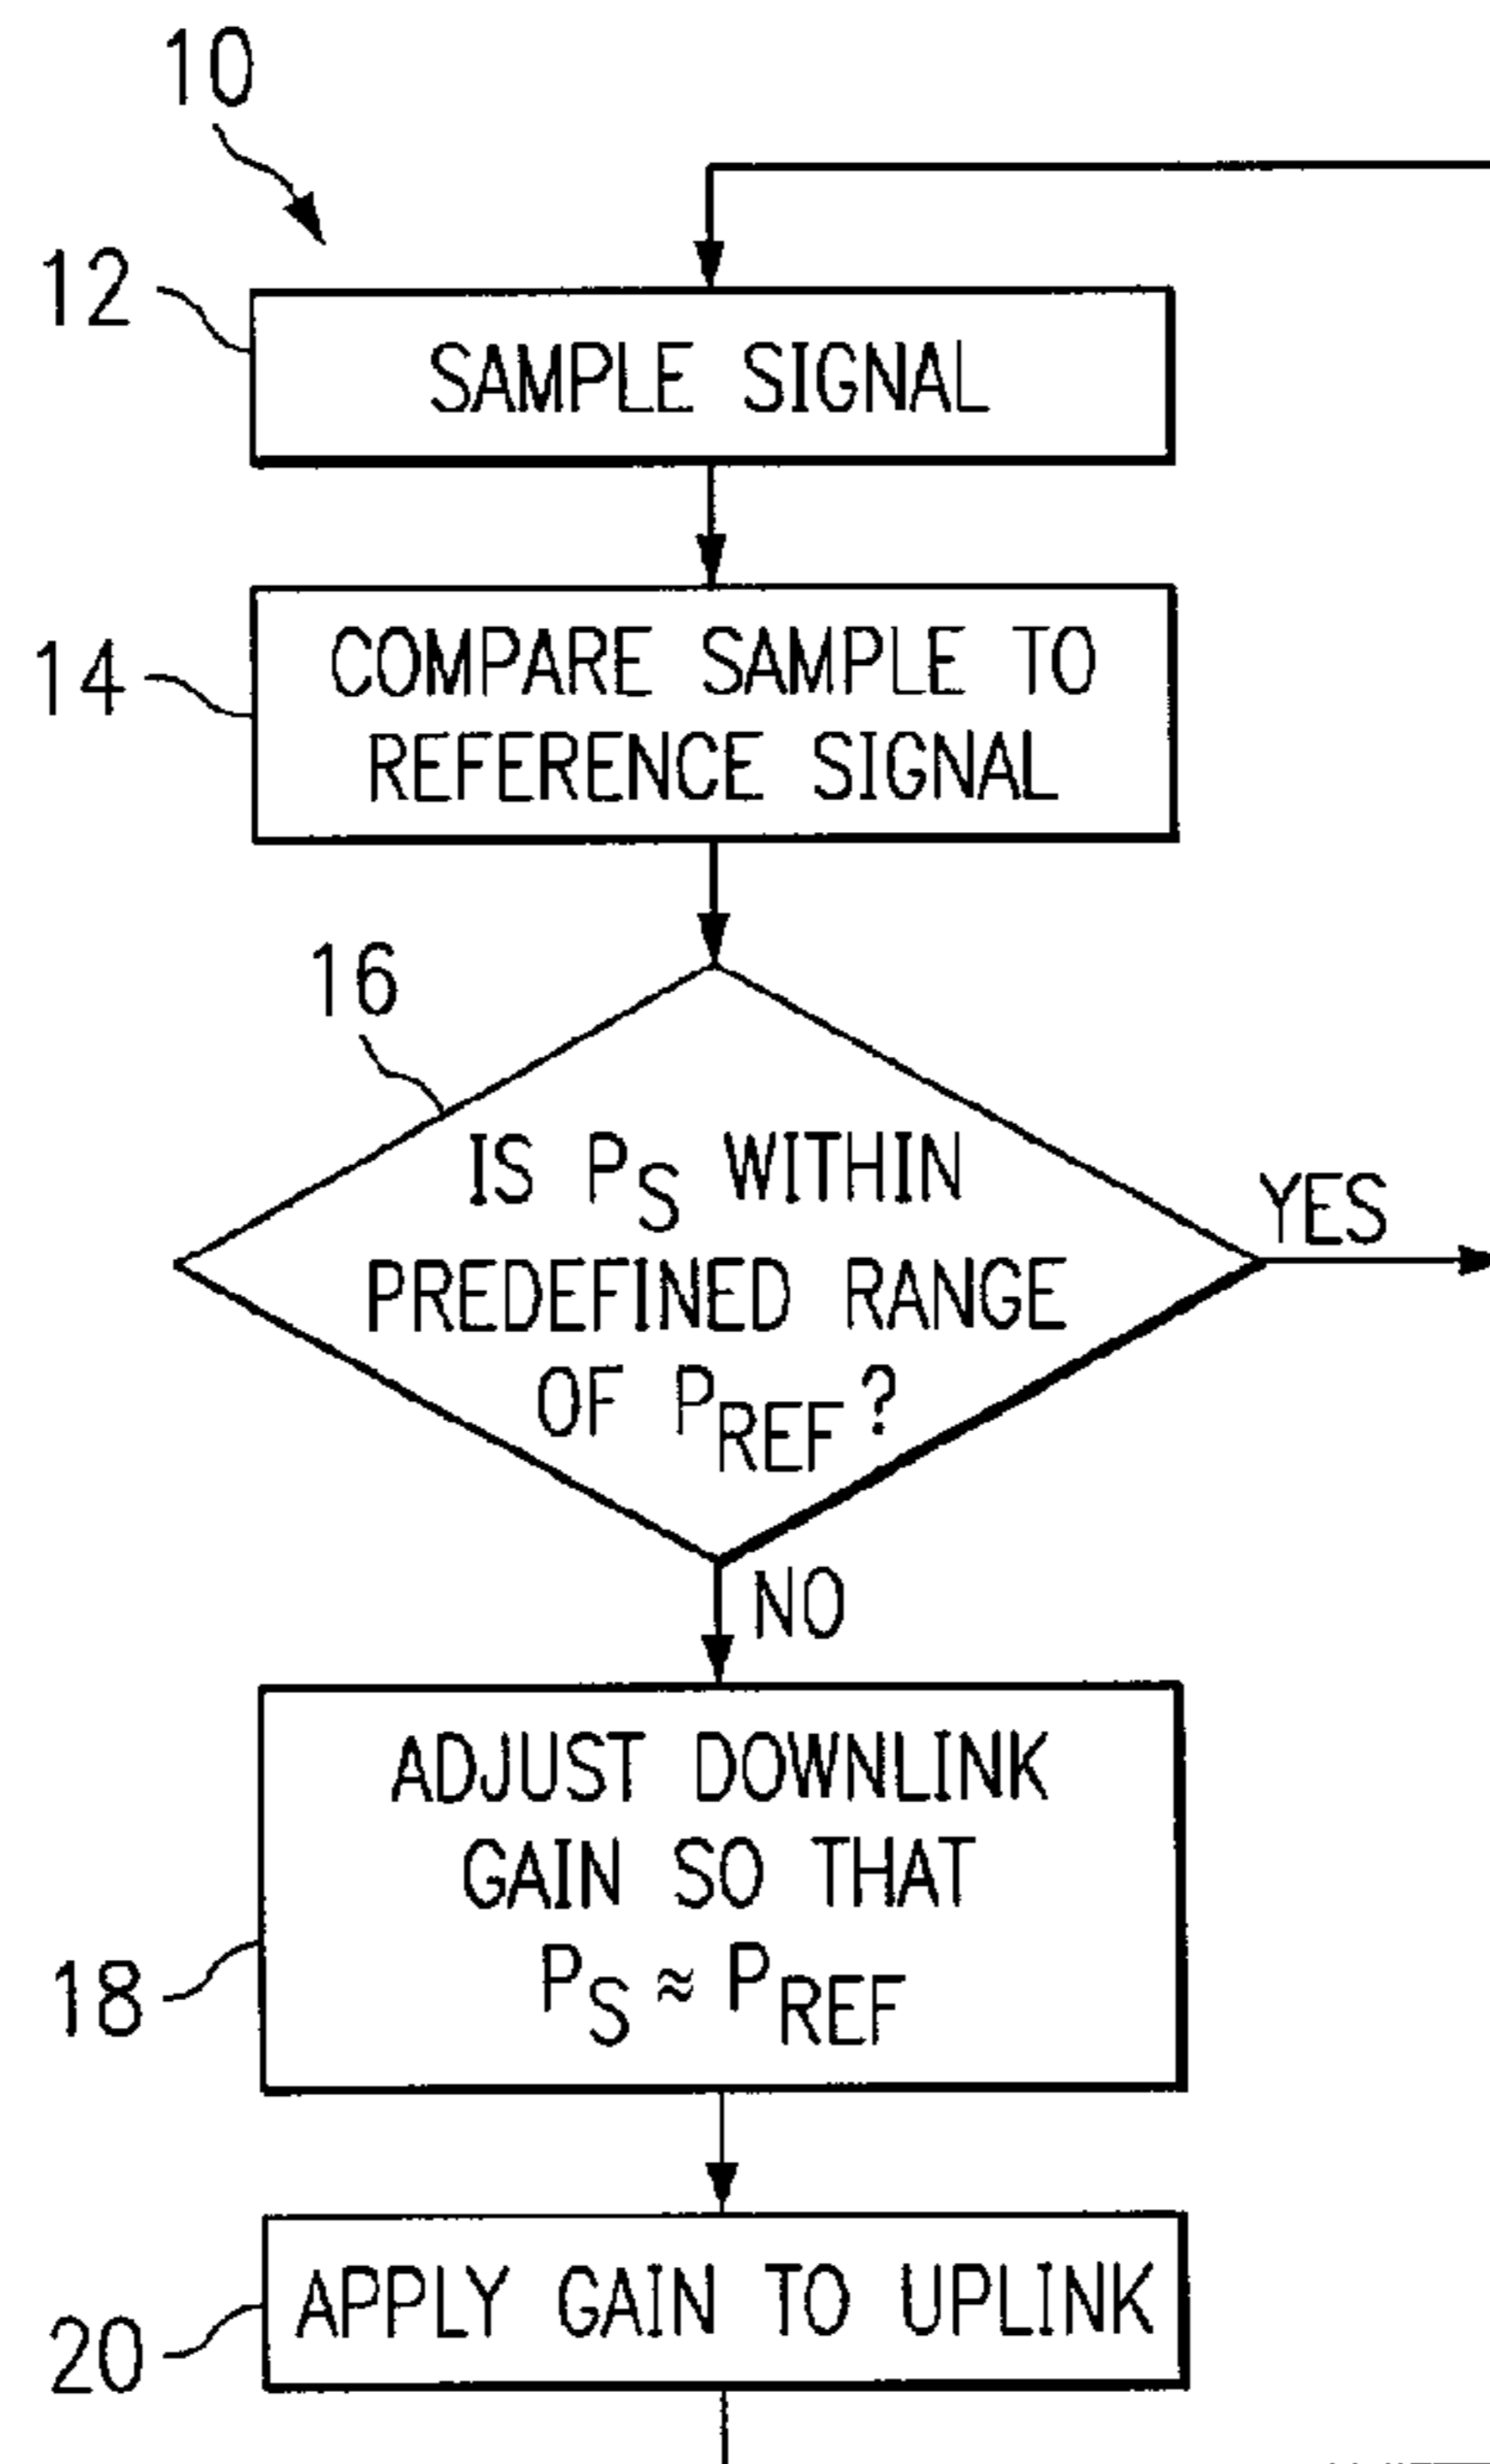 10
12
SAMPLE SIGNAL
14
COMPARE SAMPLE TO
REFERENCE SIGNAL
16
IS PS WITHIN
PREDEFINED RANGE
OF PREF?
YES
NO
ADJUST DOWNLINK
GAIN SO THAT
PS ≈ PREF
18
APPLY GAIN TO UPLINK
20